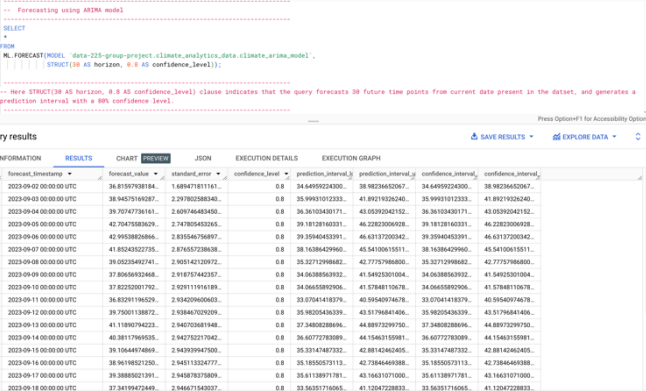 -- Forecasting using ARIMA model
SELECT
*
FROM
ML.FORECAST(MODEL `data-225-group-project.climate_analytics_data.climate_arima_model`,
STRUCT(30 AS horizon, 0.8 AS confidence_level));
-- Here STRUCT(30 AS horizon, 0.8 AS confidence_level) clause indicates that the query forecasts 30 future time points from current date present in the datset, and generates a
prediction interval with a 80% confidence level.
Press Option+F1 for Accessibility Option
ry results
SAVE RESULTS
EXPLORE DATA
NFORMATION RESULTS CHART PREVIEW JSON EXECUTION DETAILS EXECUTION GRAPH
forecast_timestamp forecast_value standard_error confidence_level prediction_interval_l prediction_interval_u confidence_interval_ confidence_interval_
2023-09-02 00:00:00 UTC 36.81597938184... 1.689471811161... 0.8 34.64959224300... 38.98236652067... 34.64959224300... 38.98236652067...
2023-09-03 00:00:00 UTC 38.94575169287... 2.297802588340... 0.8 35.99931012333... 41.89219326240... 35.99931012333... 41.89219326240...
2023-09-04 00:00:00 UTC 39.70747736161... 2.609746483450... 0.8 36.36103430171... 43.05392042152... 36.36103430171... 43.05392042152...
2023-09-05 00:00:00 UTC 42.70475583629... 2.747805453265... 0.8 39.18128160331... 46.22823006928... 39.18128160331... 46.22823006928...
2023-09-06 00:00:00 UTC 42.99538826866... 2.835546756897... 0.8 39.35940453391... 46.63137200342... 39.35940453391... 46.63137200342...
2023-09-07 00:00:00 UTC 41.85243522735... 2.876557238638... 0.8 38.16386429960... 45.54100615511... 38.16386429960... 45.54100615511...
2023-09-08 00:00:00 UTC 39.05235492741... 2.905142120972... 0.8 35.32712998682... 42.77757986800... 35.32712998682... 42.77757986800...
2023-09-09 00:00:00 UTC 37.80656932468... 2.918757442357... 0.8 34.06388563932... 41.54925301004... 34.06388563932... 41.54925301004...
2023-09-10 00:00:00 UTC 37.82252001792... 2.929111916189... 0.8 34.06655892906... 41.57848110678... 34.06655892906... 41.57848110678...
2023-09-11 00:00:00 UTC 36.83291196529... 2.934209600603... 0.8 33.07041418379... 40.59540974678... 33.07041418379... 40.59540974678...
2023-09-12 00:00:00 UTC 39.75001138872... 2.938467029209... 0.8 35.98205436339... 43.51796841406... 35.98205436339... 43.51796841406...
2023-09-13 00:00:00 UTC 41.11890794223... 2.940703681948... 0.8 37.34808288696... 44.88973299751... 37.34808288696... 44.88973299751...
2023-09-14 00:00:00 UTC 40.38117969535... 2.942752217042... 0.8 36.60772708364... 44.15463230706... 36.60772708364...
2023-09-15 00:00:00 UTC 39.10644974869... 2.943939947500... 0.8 35.33147487332... 42.88142462405... 35.33147487332... 42.88142462405...
2023-09-16 00:00:00 UTC 38.96198521250... 2.945113324777... 0.8 35.18550573113... 42.73846469388... 35.18550573113... 42.73846469388...
2023-09-17 00:00:00 UTC 39.38885021391... 2.945878375809... 0.8 35.61138971711... 43.16631071000... 35.61138971711... 43.16631071000...
2023-09-18 00:00:00 UTC 37.34199472449... 2.946671543037... 0.8 33.56351716065... 41.12047228833... 33.56351716065... 41.12047228833...